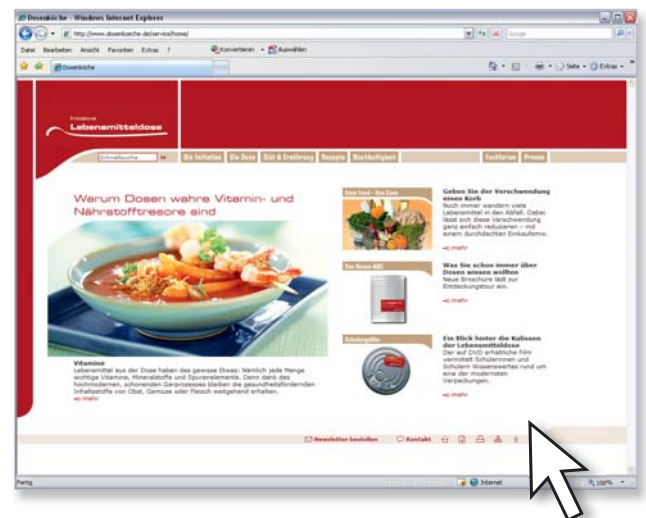 Dosenköche - Windows Internet Explorer
http://www.dosenkoeche.de/service/home/
Google
Datei Bearbeiten Ansicht Favoriten Extras ?
Konvertieren
Auswählen
Dosenköche
Seite
Extras
Initiative
Lebensmitteldose
Schnellsuche
Die Initiative Die Dose Diät & Ernährung Rezepte Nachhaltigkeit Fachforum Presse
Warum Dosen wahre Vitamin- und
Nährstofftresore sind
Vitamine
Lebensmittel aus der Dose haben das gewisse Etwas: Nämlich jede Menge
wichtige Vitamine, Mineralstoffe und Spurenelemente. Denn dank des
hochmodernen, schonenden Garprozesses bleiben die gesundheitsfördernden
Inhaltsstoffe von Obst, Gemüse oder Fleisch weitgehend erhalten.
mehr
Geben Sie der Verschwendung
einen Korb
Noch immer wandern viele
Lebensmittel in den Abfall. Dabei
lässt sich diese Verschwendung
ganz einfach reduzieren – mit
einem durchdachten Einkaufsmix.
mehr
Was Sie schon immer über
Dosen wissen wollten
Neue Broschüre lädt zur
Entdeckungstour ein.
mehr
Ein Blick hinter die Kulissen
der Lebensmitteldose
Der auf DVD erhältliche Film
vermittelt Schülerinnen und
Schülern Wissenswertes rund um
eine der modernsten
Verpackungen.
mehr
Newsletter bestellen Kontakt
Fertig
Internet
100%